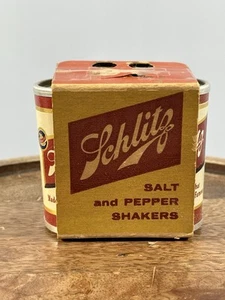 Schlitz
SALT
and PEPPER
SHAKERS